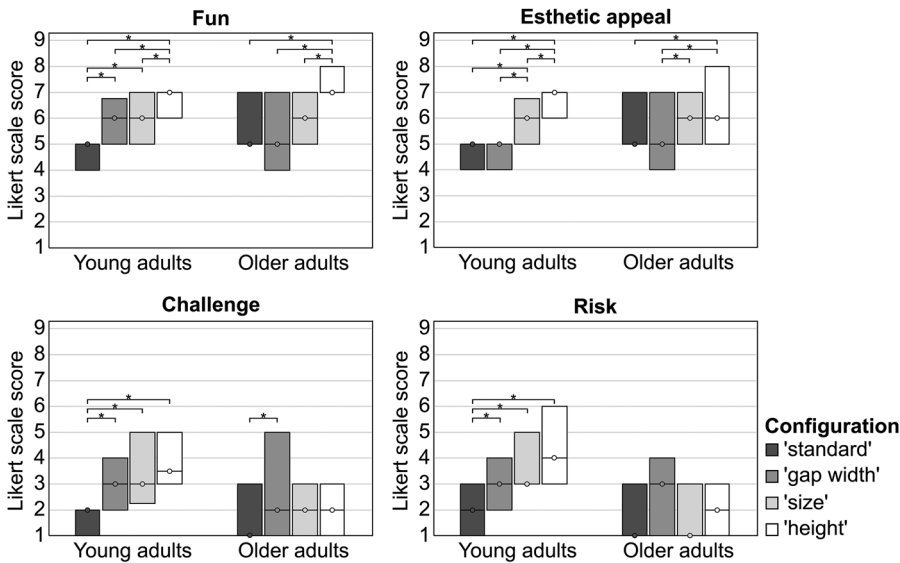 Fun
Likert scale score
9
8
7
6
5
4
3
2
1
* * * * * * * *
Young adults Older adults
Esthetic appeal
Likert scale score
9
8
7
6
5
4
3
2
1
* * * * * * * *
Young adults Older adults
Challenge
Likert scale score
9
8
7
6
5
4
3
2
1
* * * *
Young adults Older adults
Risk
Likert scale score
9
8
7
6
5
4
3
2
1
* * *
Young adults Older adults
Configuration
'standard'
'gap width'
'size'
'height'